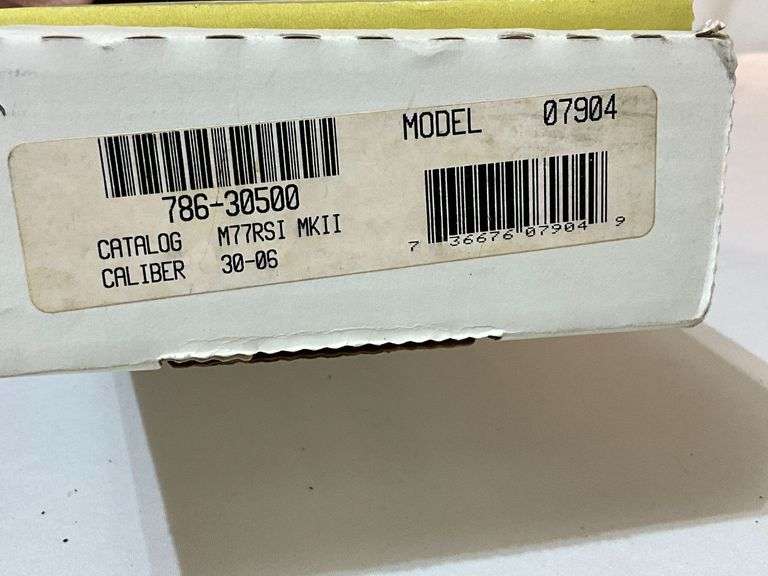 MODEL 07904
786-30500
CATALOG M77RSI MKII
CALIBER 30-06
7 36676 07904 9